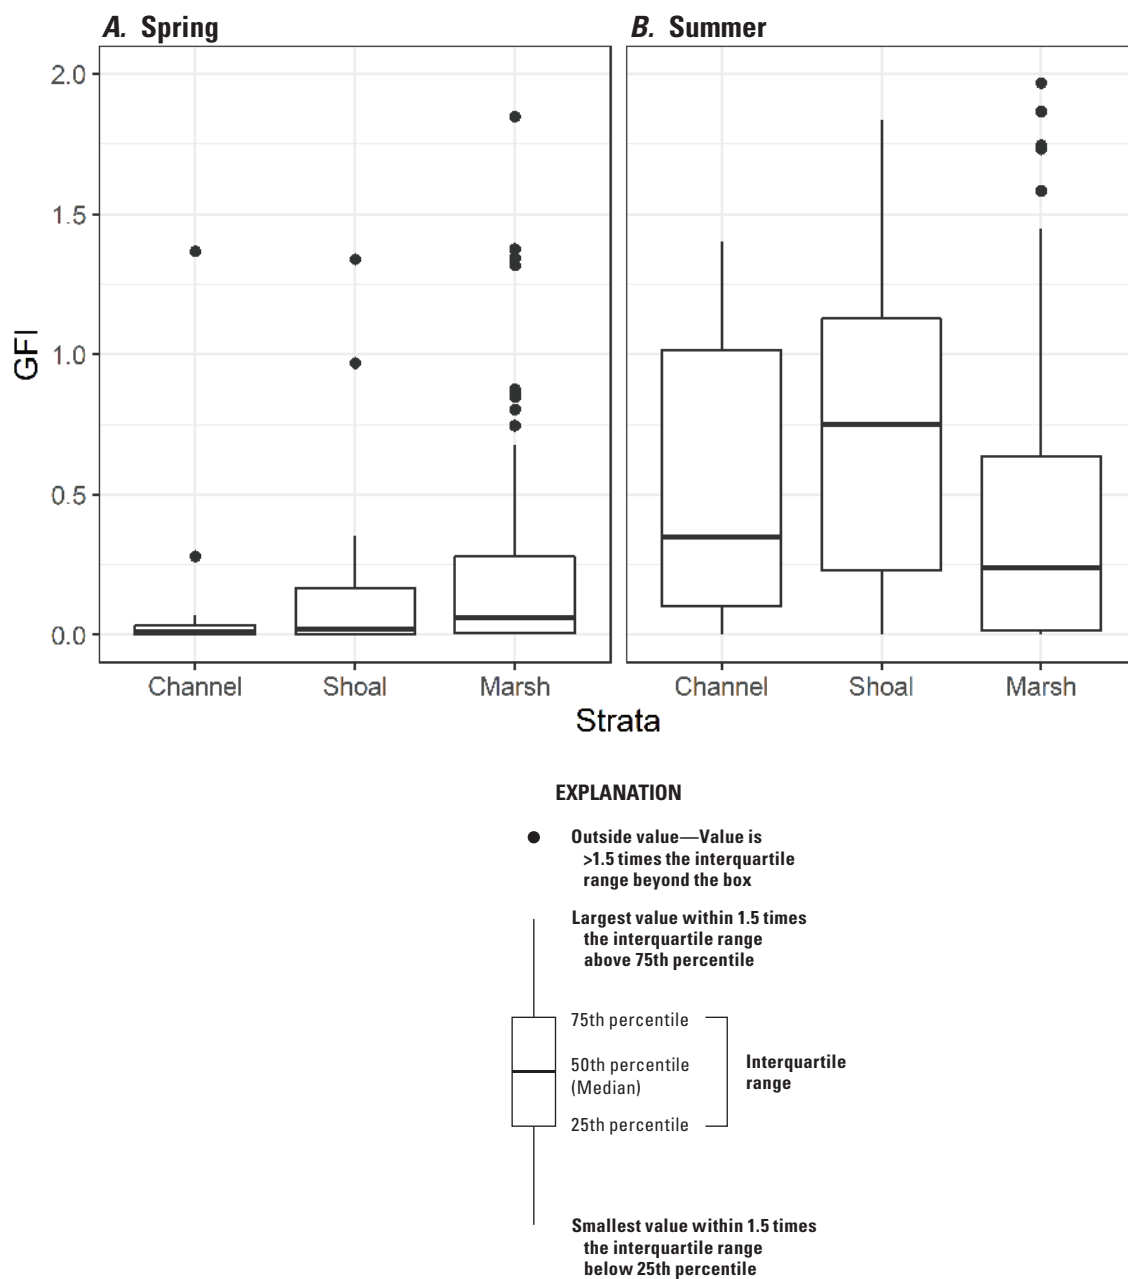 A. Spring
B. Summer
2.0
1.5
1.0
0.5
0.0
GFI
Channel
Shoal
Marsh
Channel
Shoal
Marsh
Strata
EXPLANATION
Outside value—Value is
>1.5 times the interquartile
range beyond the box
Largest value within 1.5 times
the interquartile range
above 75th percentile
75th percentile
50th percentile
(Median)
25th percentile
Interquartile
range
Smallest value within 1.5 times
the interquartile range
below 25th percentile